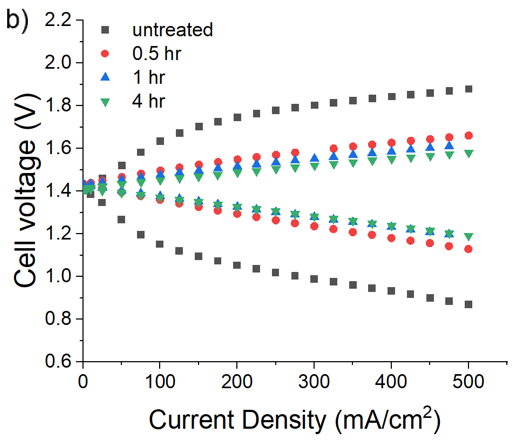 b)
untreated
0.5 hr
1 hr
4 hr
Cell voltage (V)
2.2
2.0
1.8
1.6
1.4
1.2
1.0
0.8
0.6
0
100
200
300
400
500
Current Density (mA/cm²)